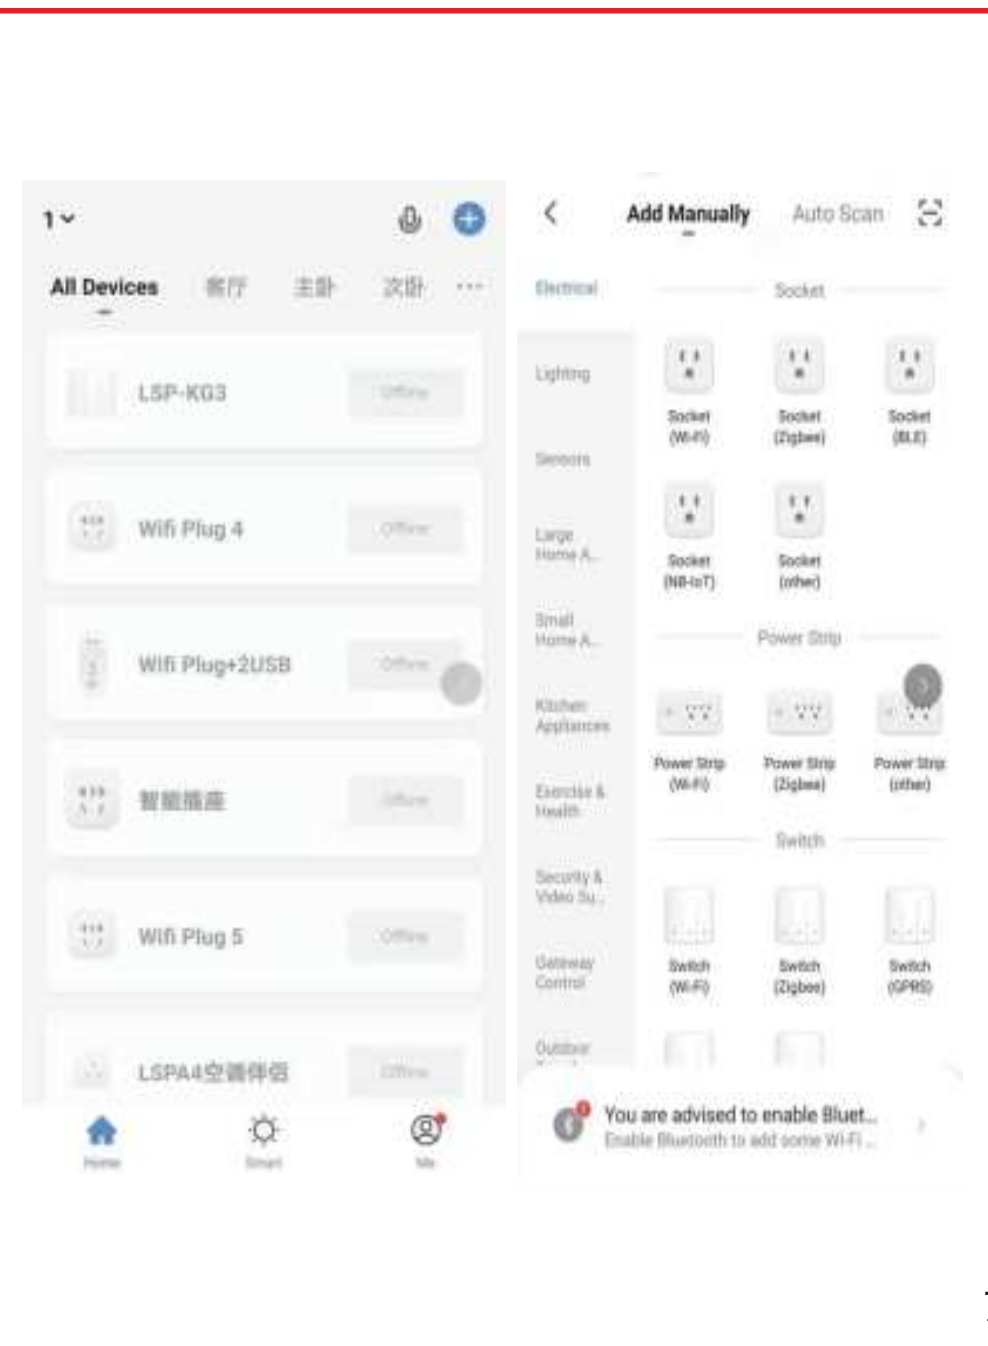 1
All Devices 客厅 主卧 次卧 ...
LSP-KG3 Offline
Wifi Plug 4 Offline
Wifi Plug+2USB Offline
智能插座 Offline
Wifi Plug 5 Offline
LSPA4空调伴侣 Offline
Home Smart Me
Add Manually Auto Scan
Electrical
Lighting
Sensors
Large
Home A...
Small
Home A...
Kitchen
Appliances
Exercise &
Health
Security &
Video Su...
Gateway
Control
Outdoor
Socket
Socket
(Wi-Fi)
Socket
(Zigbee)
Socket
(BLE)
Socket
(NB-IoT)
Socket
(other)
Power Strip
Power Strip
(Wi-Fi)
Power Strip
(Zigbee)
Power Strip
(other)
Switch
Switch
(Wi-Fi)
Switch
(Zigbee)
Switch
(GPRS)
You are advised to enable Bluet...
Enable Bluetooth to add some Wi-Fi ...